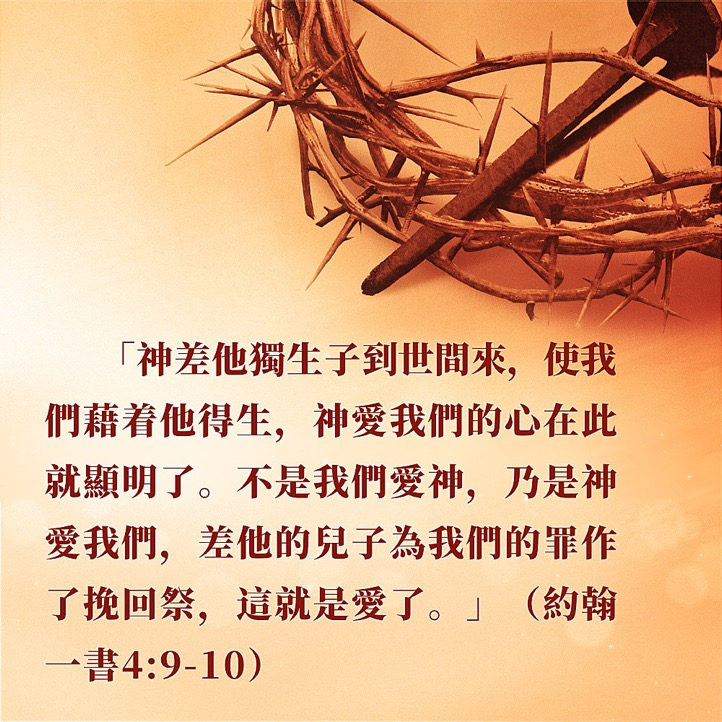 「神差他獨生子到世間來，使我
們藉着他得生，神愛我們的心在此
就顯明了。不是我們愛神，乃是神
愛我們，差他的兒子為我們的罪作
了挽回祭，這就是愛了。」（約翰
一書4:9-10）